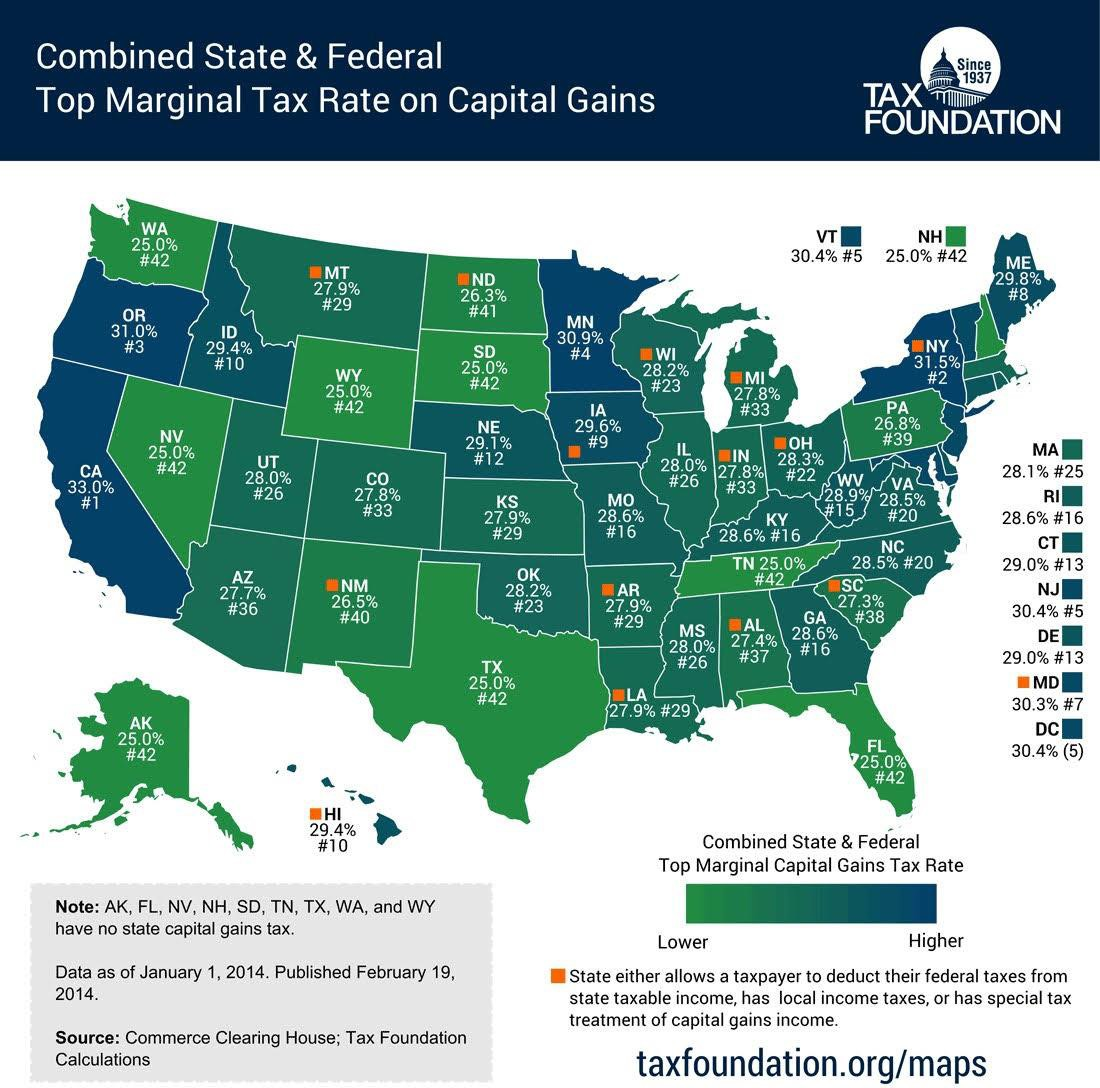 Combined State & Federal
Top Marginal Tax Rate on Capital Gains
Since
1937
TAX
FOUNDATION
WA
25.0%
#42
MT
27.9%
#29
ND
26.3%
#41
VT
30.4% #5
NH
25.0% #42
ME
29.8%
#8
OR
31.0%
#3
ID
29.4%
#10
WY
25.0%
#42
SD
25.0%
#42
MN
30.9%
#4
WI
28.2%
#23
MI
27.8%
#33
NY
31.5%
#2
CA
33.0%
#1
NV
25.0%
#42
UT
28.0%
#26
CO
27.8%
#33
NE
29.1%
#12
KS
27.9%
#29
IA
29.6%
#9
MO
28.6%
#16
IL
28.0%
#26
IN
27.8%
#33
OH
28.3%
#22
PA
26.8%
#39
WV
28.9%
#15
VA
28.5%
#20
KY
28.6% #16
NC
28.5% #20
TN 25.0%
#42
SC
27.3%
#38
AZ
27.7%
#36
NM
26.5%
#40
OK
28.2%
#23
AR
27.9%
#29
MS
28.0%
#26
AL
27.4%
#37
GA
28.6%
#16
TX
25.0%
#42
LA
27.9% #29
FL
25.0%
#42
AK
25.0%
#42
HI
29.4%
#10
MA
28.1% #25
RI
28.6% #16
CT
29.0% #13
NJ
30.4% #5
DE
29.0% #13
MD
30.3% #7
DC
30.4% (5)
Combined State & Federal
Top Marginal Capital Gains Tax Rate
Lower Higher
Note: AK, FL, NV, NH, SD, TN, TX, WA, and WY
have no state capital gains tax.
Data as of January 1, 2014. Published February 19,
2014.
Source: Commerce Clearing House; Tax Foundation
Calculations
State either allows a taxpayer to deduct their federal taxes from
state taxable income, has local income taxes, or has special tax
treatment of capital gains income.
taxfoundation.org/maps